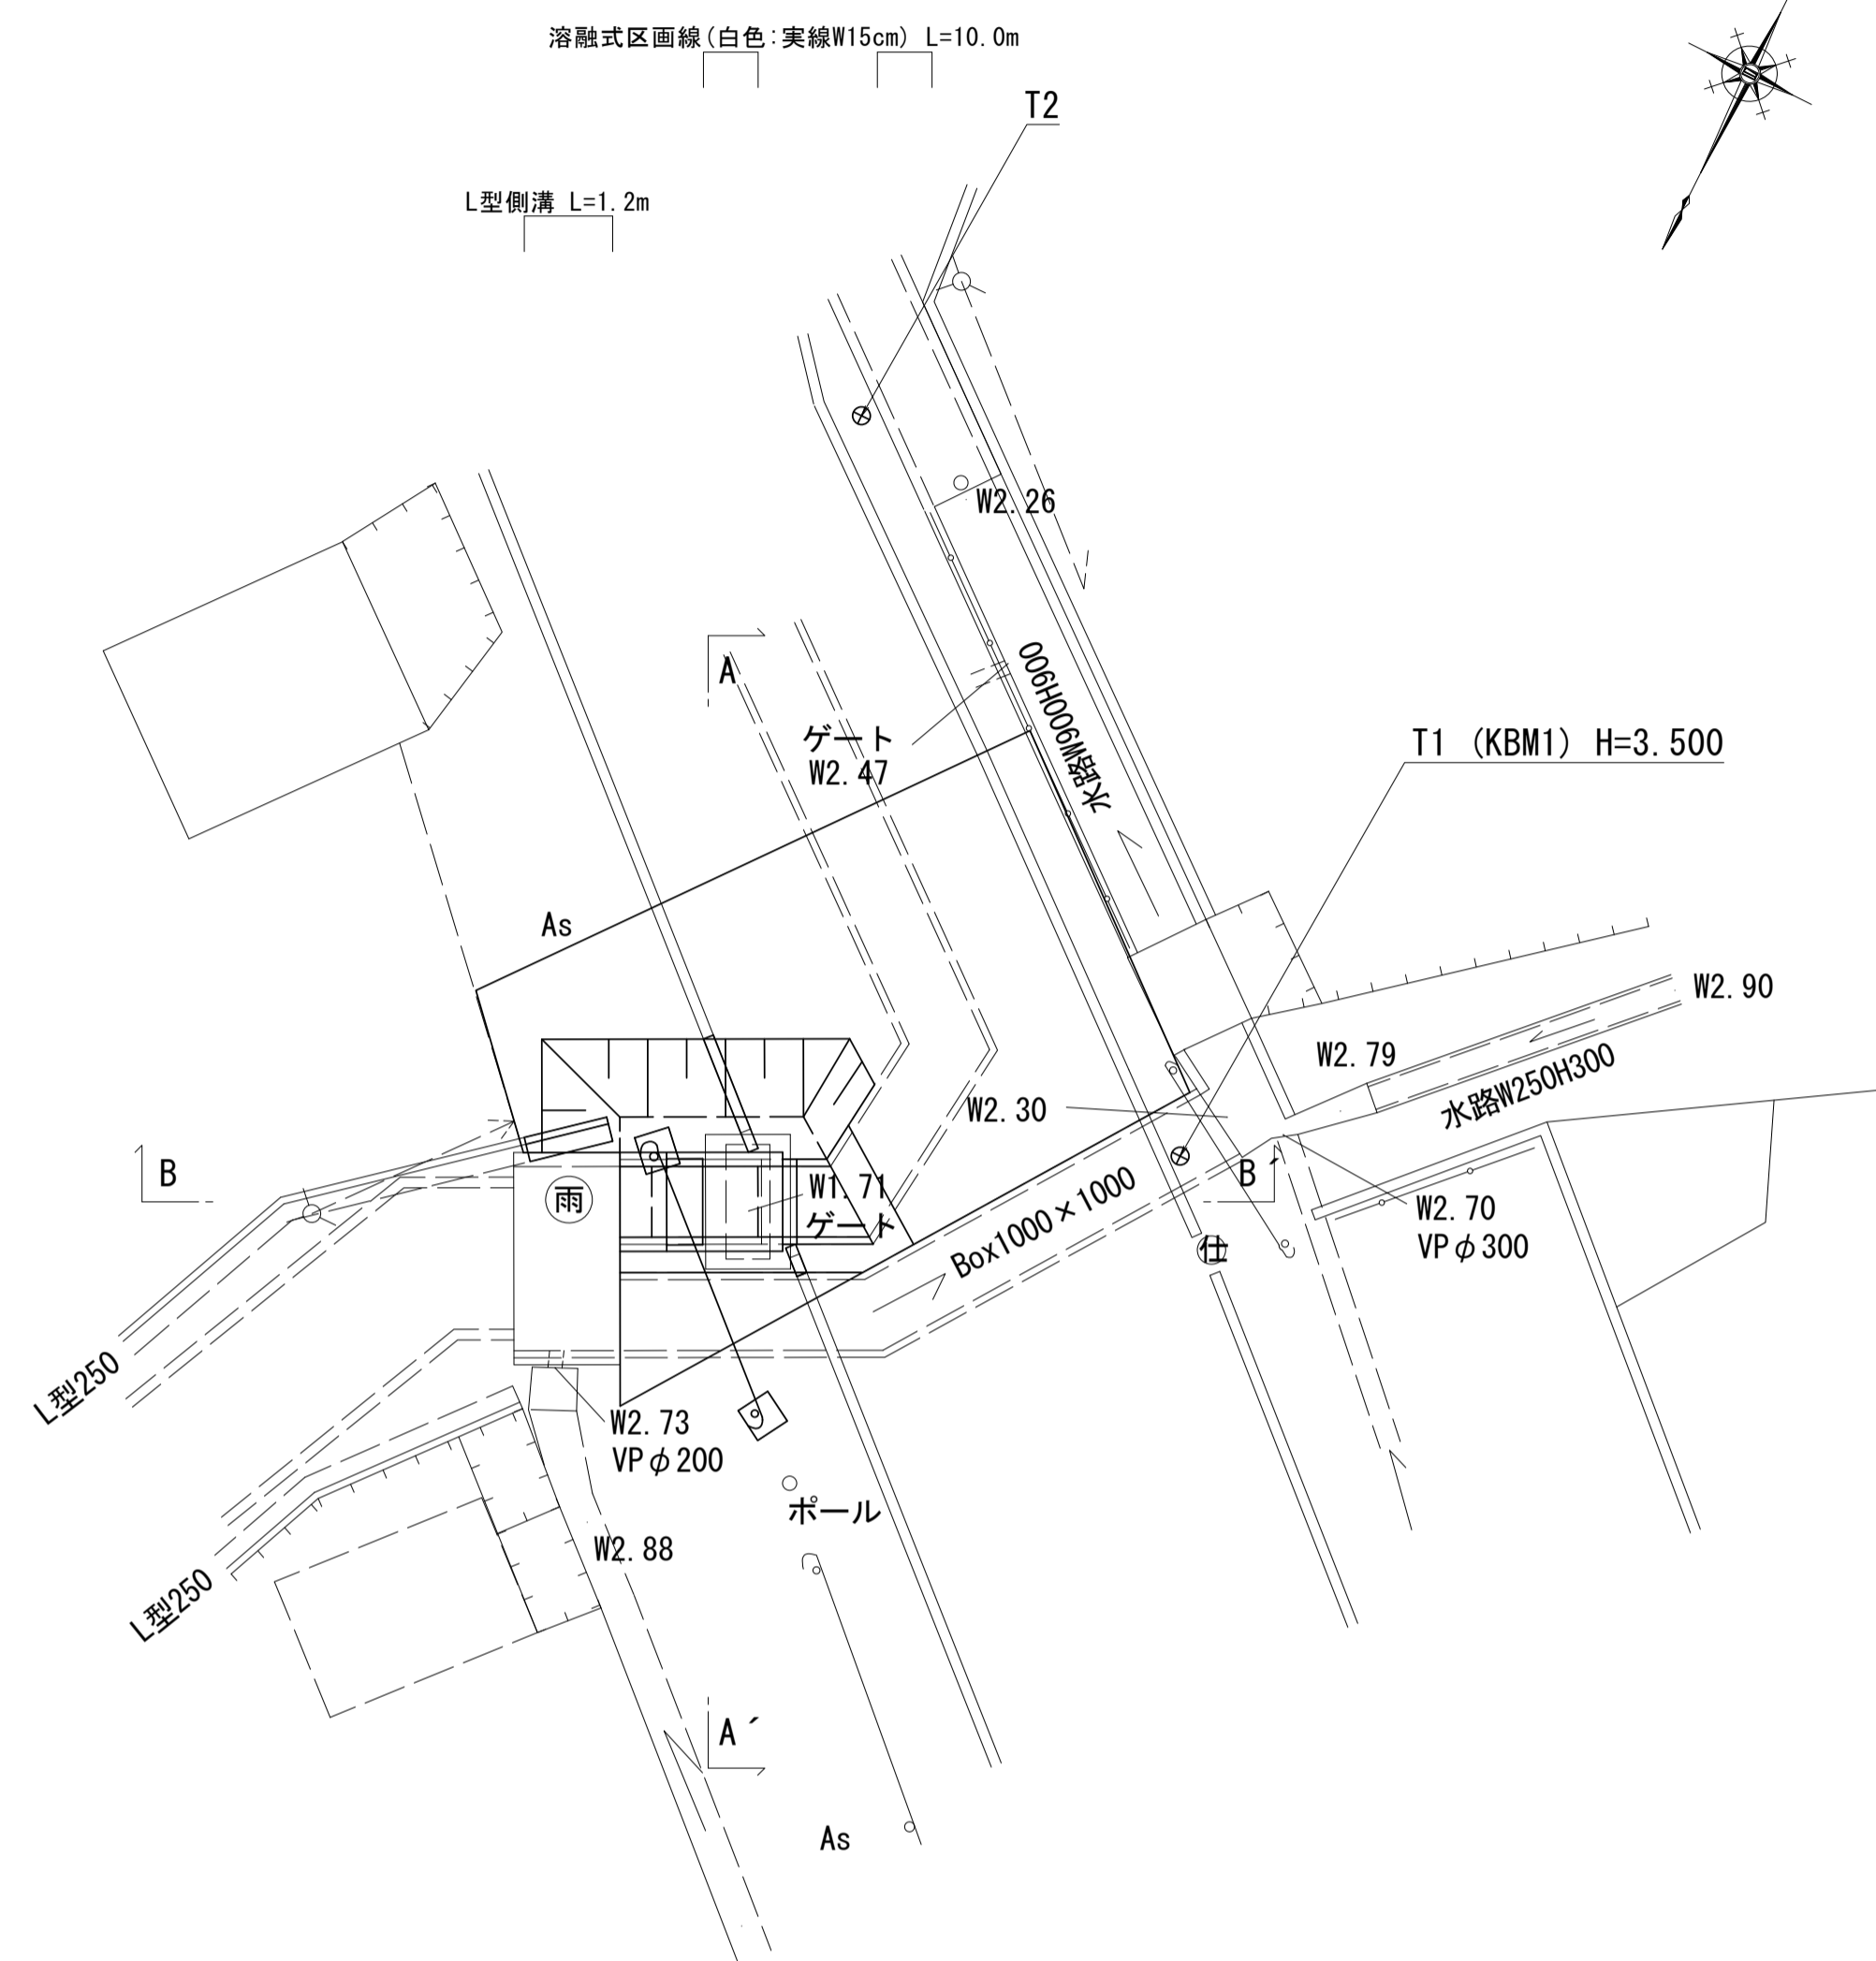 溶融式区画線(白色:実線W15cm) L=10.0m
T2
L型側溝 L=1.2m
W2.26
A
水路W900H900
ゲート
W2.47
T1 (KBM1) H=3.500
As
W2.90
W2.79
水路W250H300
W2.30
B
B´
雨
W1.71
ゲート
Box1000×1000
仕
W2.70
VPφ300
L型250
W2.73
VPφ200
ポール
W2.88
L型250
A´
As